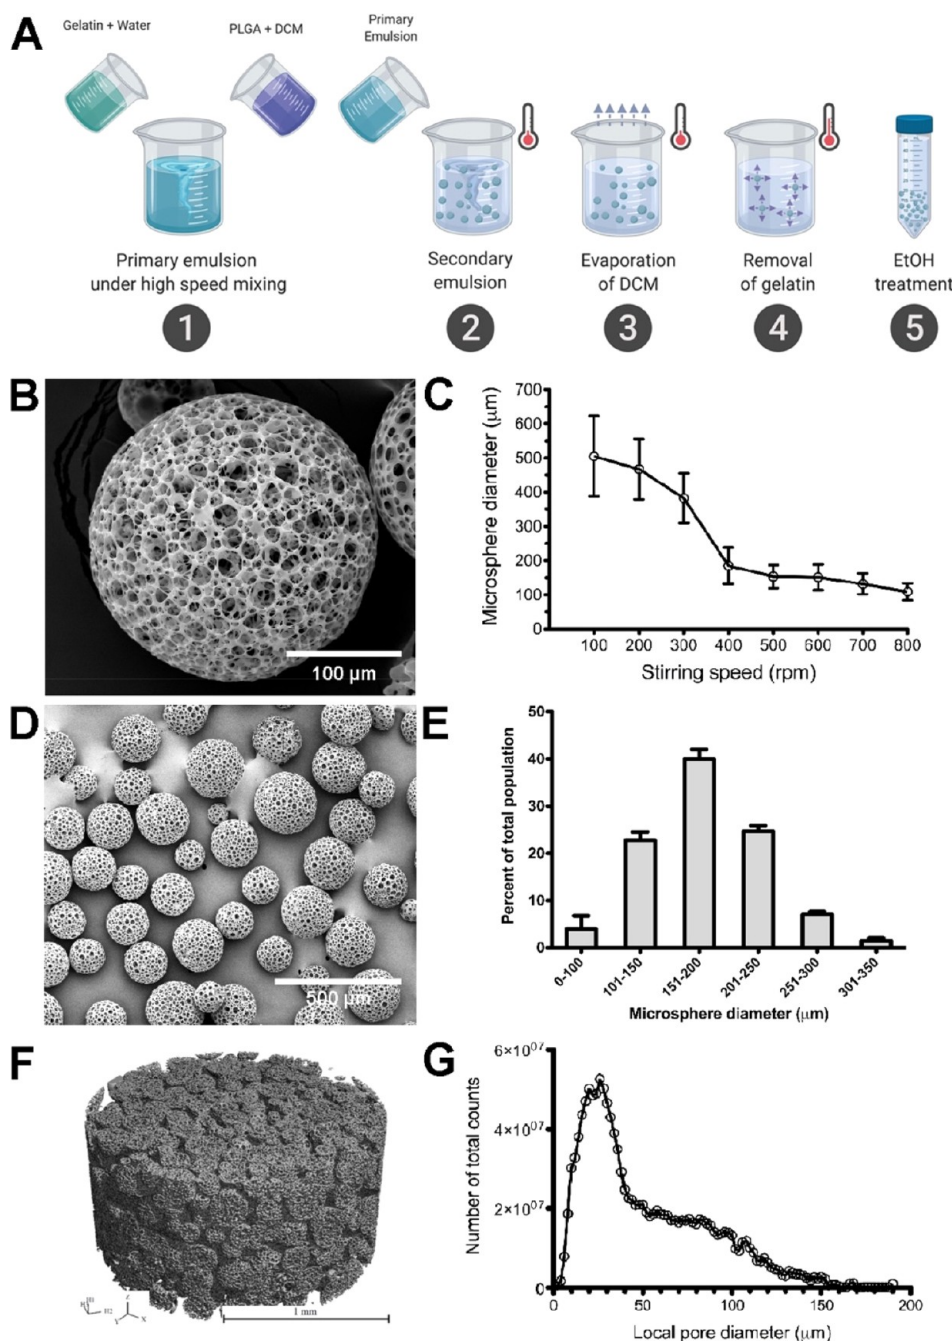 A
Gelatin + Water
PLGA + DCM
Primary
Emulsion
Primary emulsion
under high speed mixing
Secondary
emulsion
Evaporation
of DCM
Removal
of gelatin
EtOH
treatment
1
2
3
4
5
B
100 µm
C
Microsphere diameter (µm)
700
600
500
400
300
200
100
0
100 200 300 400 500 600 700 800
Stirring speed (rpm)
D
500 µm
E
Percent of total population
50
40
30
20
10
0
0-100 101-150 151-200 201-250 251-300 301-350
Microsphere diameter (µm)
F
Z
Y X
1 mm
G
Number of total counts
6×10⁰⁷
4×10⁰⁷
2×10⁰⁷
0
0 50 100 150 200
Local pore diameter (µm)